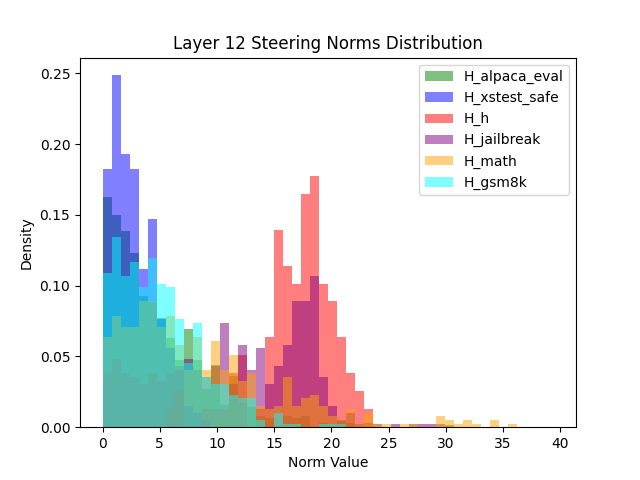 Layer 12 Steering Norms Distribution
H_alpaca_eval
H_xstest_safe
H_h
H_jailbreak
H_math
H_gsm8k
0.25
0.20
0.15
0.10
0.05
0.00
Density
0 5 10 15 20 25 30 35 40
Norm Value